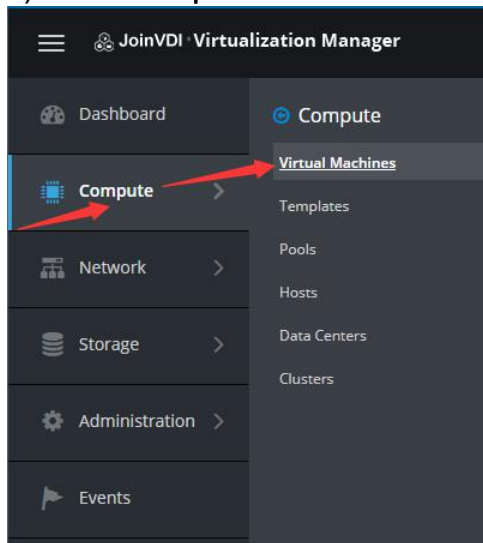 JoinVDI Virtualization Manager
Dashboard
Compute
Network
Storage
Administration
Events
Compute
Virtual Machines
Templates
Pools
Hosts
Data Centers
Clusters